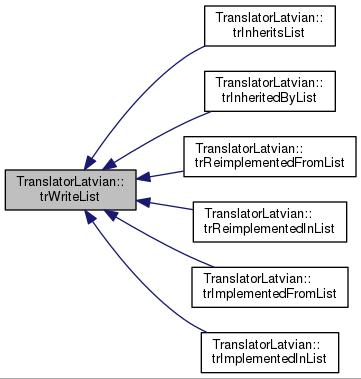 TranslatorLatvian::
trInheritsList
TranslatorLatvian::
trInheritedByList
TranslatorLatvian::
trReimplementedFromList
TranslatorLatvian::
trWriteList
TranslatorLatvian::
trReimplementedInList
TranslatorLatvian::
trImplementedFromList
TranslatorLatvian::
trImplementedInList